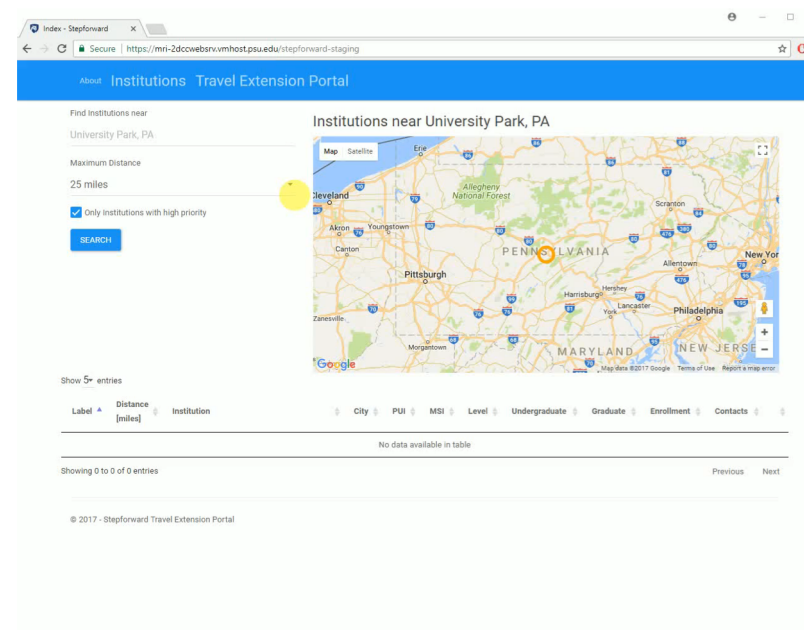 Index - Stepforward
Secure | https://mri-2dccwebsrv.vmhost.psu.edu/stepforward-staging
About Institutions Travel Extension Portal
Find Institutions near
University Park, PA
Maximum Distance
25 miles
Only Institutions with high priority
SEARCH
Institutions near University Park, PA
Map Satellite
Erie
Cleveland
Allegheny
National Forest
Scranton
Akron
Youngstown
Canton
PENNSYLVANIA
New Yor
Allentown
Pittsburgh
Hershey
Harrisburg
Lancaster
York
Philadelphia
Zanesville
Morgantown
MARYLAND
NEW JERSE
Google
Map data ©2017 Google Terms of Use Report a map error
Show 5 entries
Label Distance [miles] Institution City PUI MSI Level Undergraduate Graduate Enrollment Contacts
No data available in table
Showing 0 to 0 of 0 entries
Previous Next
© 2017 - Stepforward Travel Extension Portal